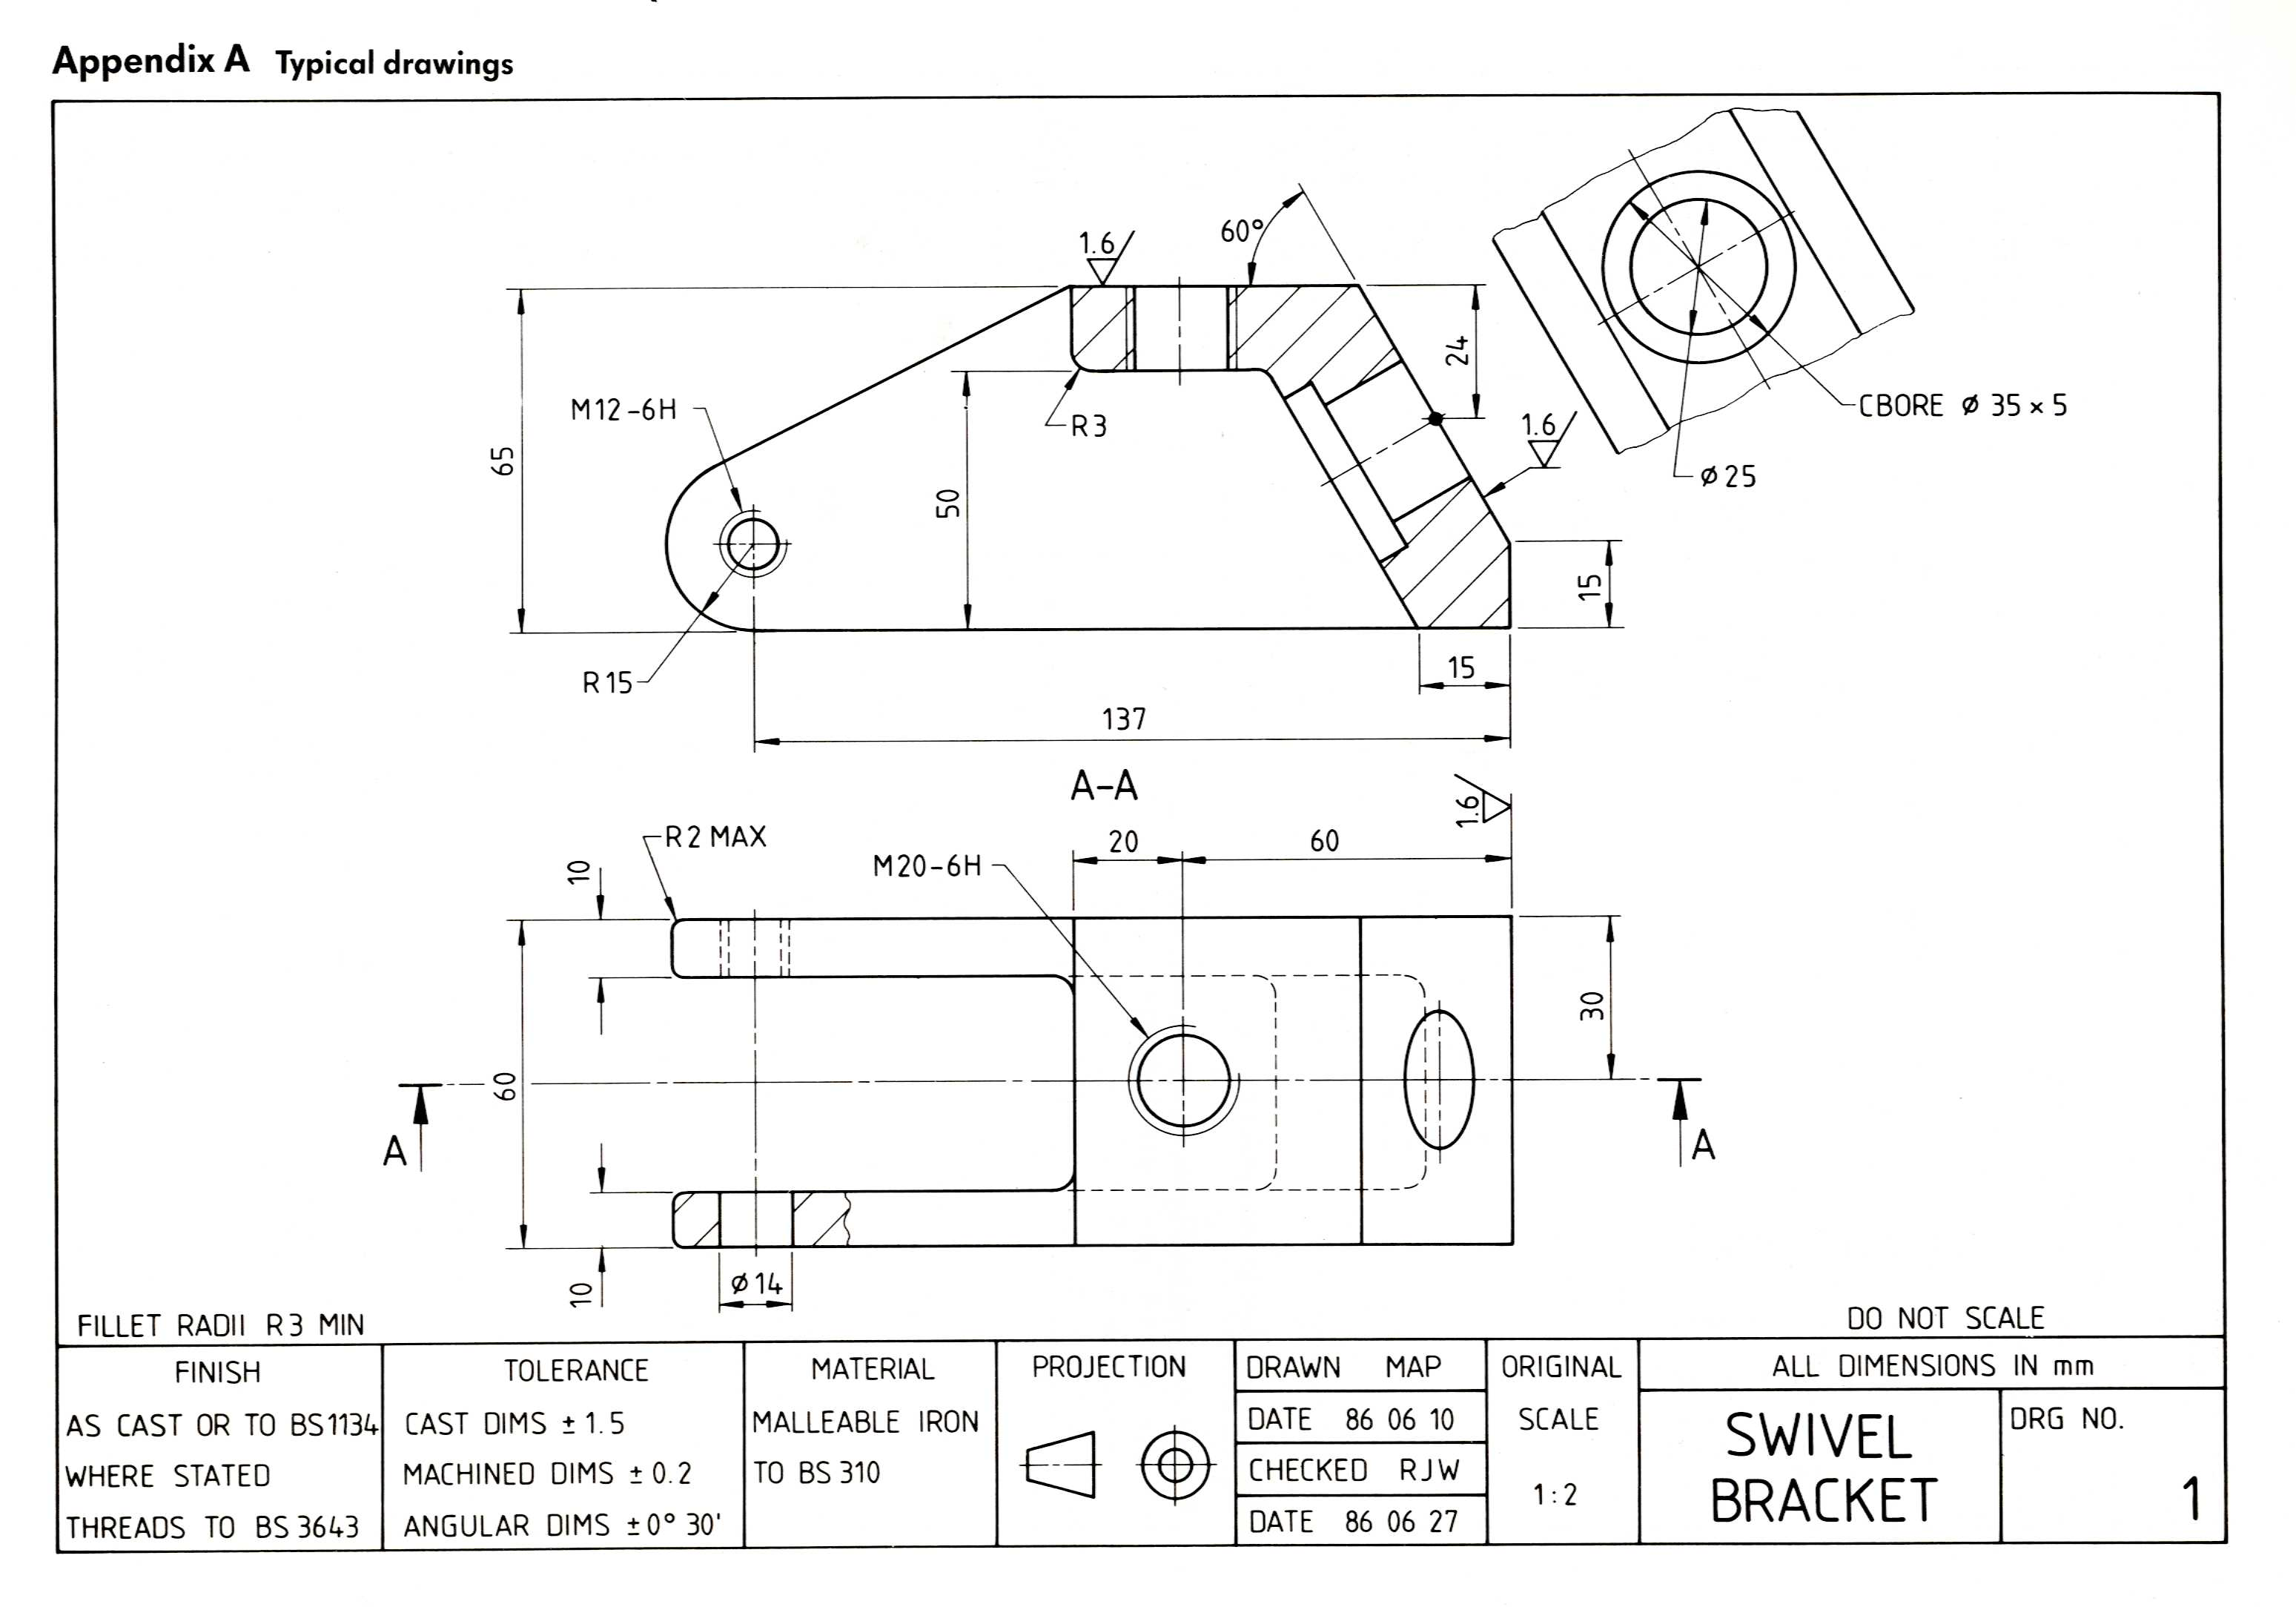 Appendix A Typical drawings
1.6
60°
24
M12-6H
R3
1.6
CBORE ø 35 × 5
ø 25
65
50
15
R15
15
137
A-A
1.6
R2 MAX
20
60
10
M20-6H
60
30
A
A
10
ø 14
FILLET RADII R3 MIN
DO NOT SCALE
FINISH
AS CAST OR TO BS1134
WHERE STATED
THREADS TO BS 3643
TOLERANCE
CAST DIMS ± 1.5
MACHINED DIMS ± 0.2
ANGULAR DIMS ± 0° 30'
MATERIAL
MALLEABLE IRON
TO BS 310
PROJECTION
DRAWN MAP
DATE 86 06 10
CHECKED RJW
DATE 86 06 27
ORIGINAL
SCALE
1:2
ALL DIMENSIONS IN mm
SWIVEL
BRACKET
DRG NO.
1